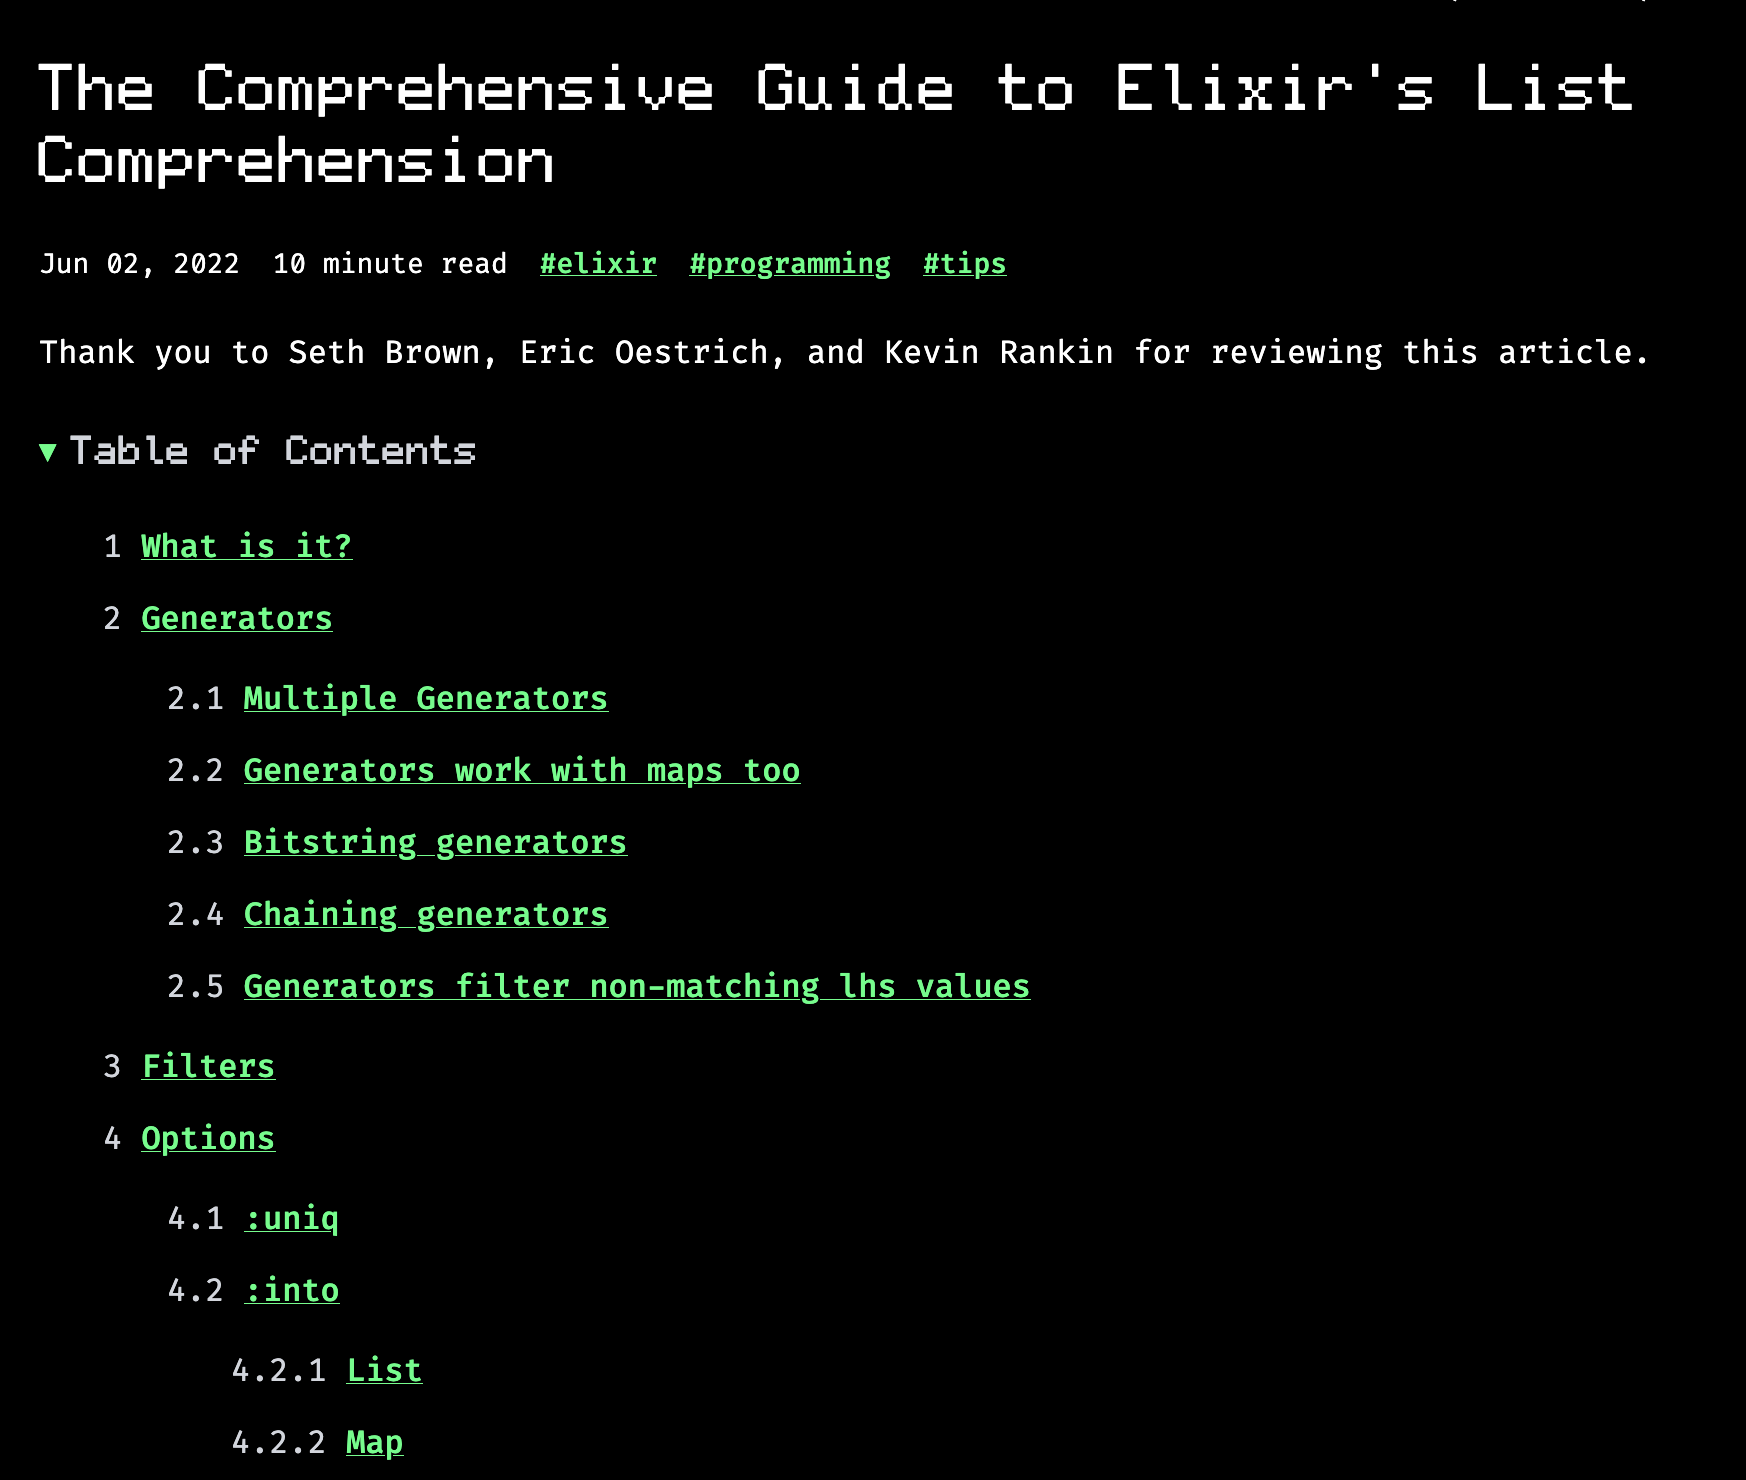 The Comprehensive Guide to Elixir's List
Comprehension
Jun 02, 2022 10 minute read #elixir #programming #tips
Thank you to Seth Brown, Eric Oestrich, and Kevin Rankin for reviewing this article.
▼ Table of Contents
1 What is it?
2 Generators
2.1 Multiple Generators
2.2 Generators work with maps too
2.3 Bitstring generators
2.4 Chaining generators
2.5 Generators filter non-matching lhs values
3 Filters
4 Options
4.1 :uniq
4.2 :into
4.2.1 List
4.2.2 Map